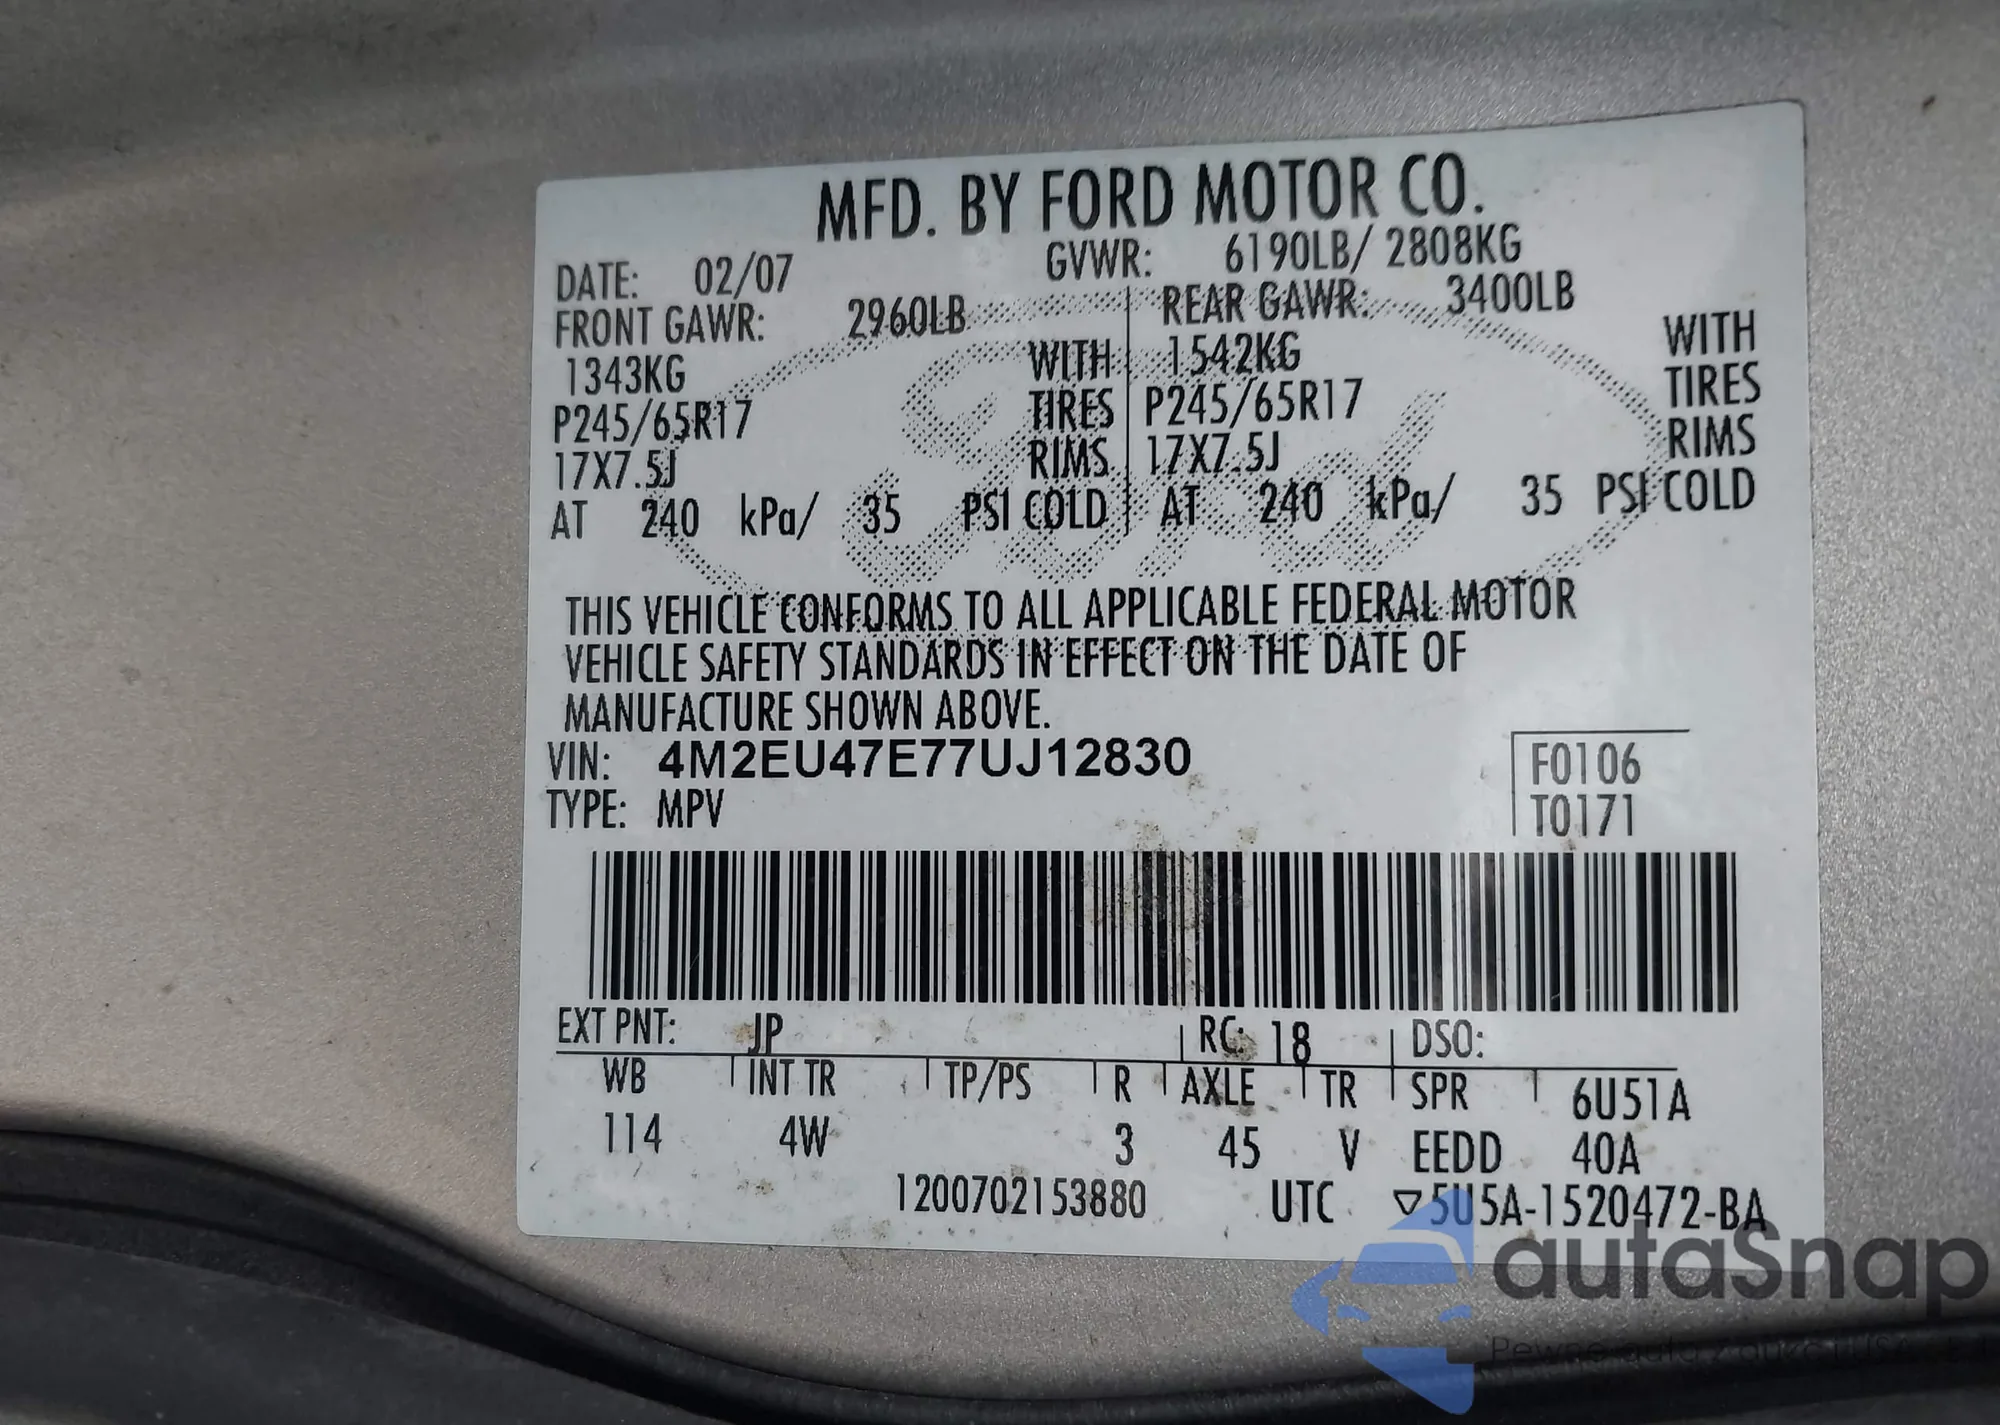 MFD. BY FORD MOTOR CO.
DATE: 02/07 GVWR: 6190LB/ 2808KG
FRONT GAWR: 2960LB REAR GAWR: 3400LB
1343KG WITH 1542KG WITH
P245/65R17 TIRES P245/65R17 TIRES
17X7.5J RIMS 17X7.5J RIMS
AT 240 kPa/ 35 PSI COLD AT 240 kPa/ 35 PSI COLD
THIS VEHICLE CONFORMS TO ALL APPLICABLE FEDERAL MOTOR
VEHICLE SAFETY STANDARDS IN EFFECT ON THE DATE OF
MANUFACTURE SHOWN ABOVE.
VIN: 4M2EU47E77UJ12830 F0106
TYPE: MPV T0171
EXT PNT: JP RC: 18 DSO:
WB INT TR TP/PS R AXLE TR SPR 6U51A
114 4W 3 45 V EEDD 40A
1200702153880 UTC ▽5U5A-1520472-BA
autaSnap
Pewne auto z aukcji USA